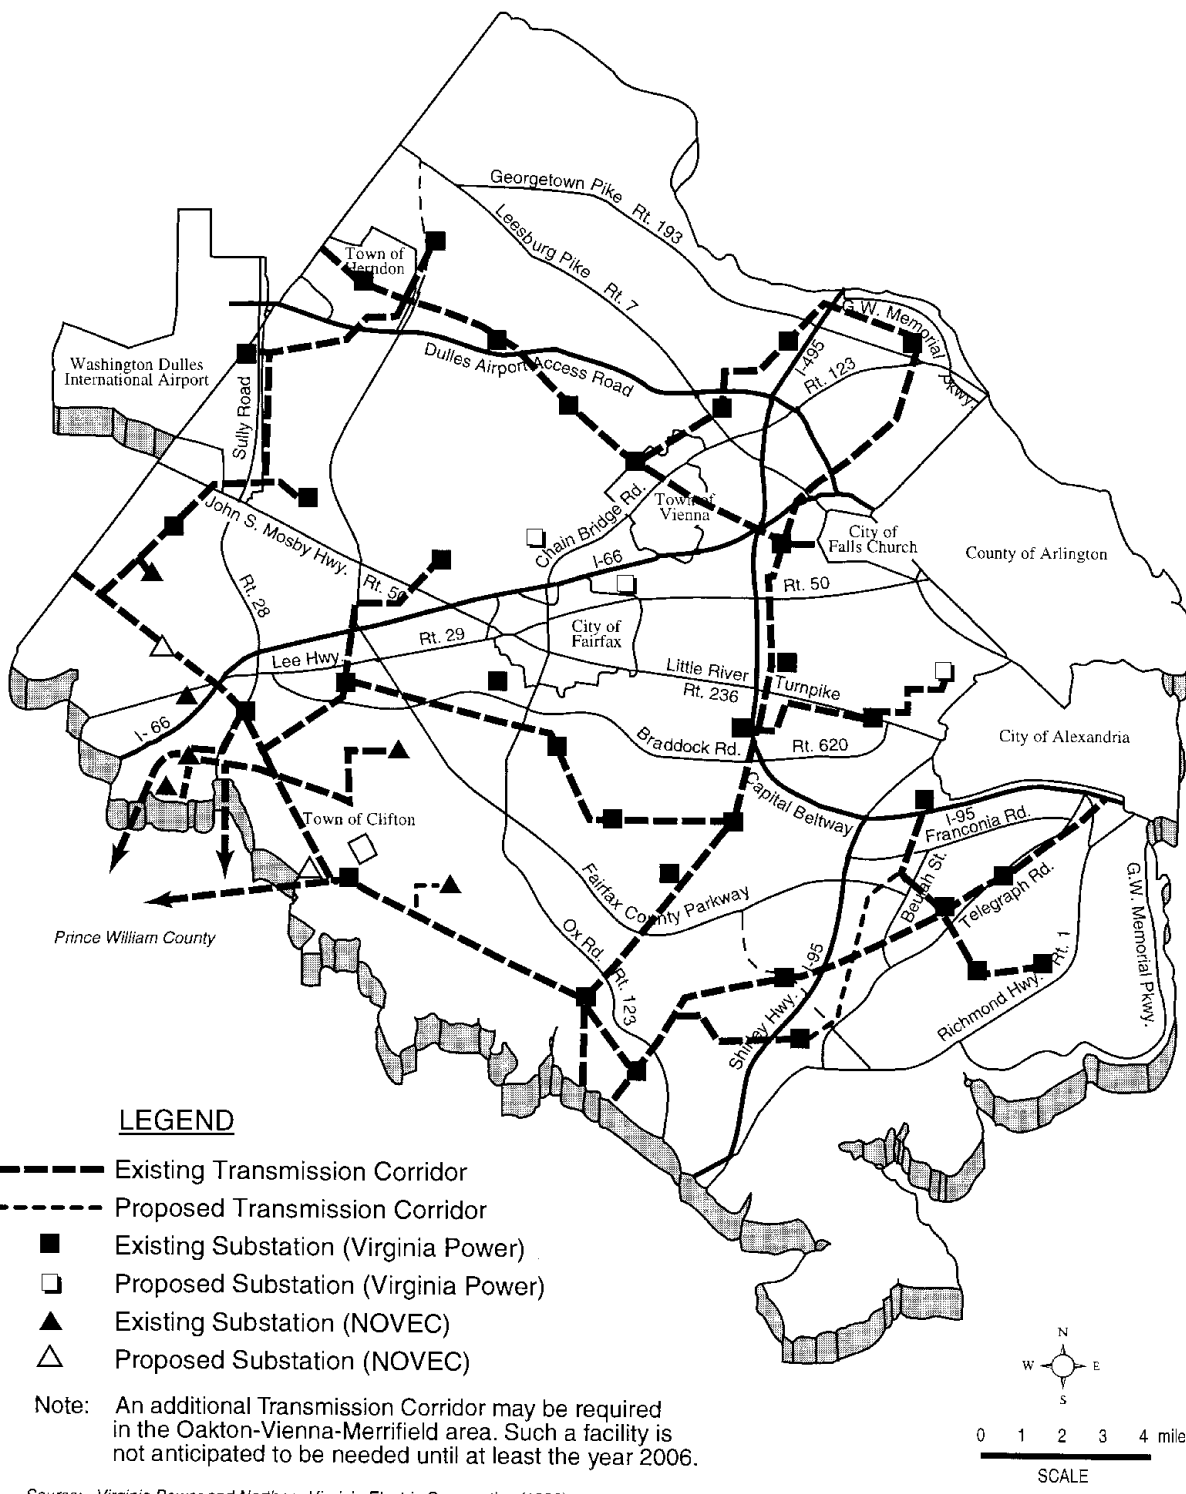 Georgetown Pike Rt. 193
Leesburg Pike Rt. 7
Town of
Herndon
G.W. Memorial Pkwy.
Washington Dulles
International Airport
Dulles Airport Access Road
I-495
Rt. 123
Sully Road
John S. Mosby Hwy. Rt. 50
Chain Bridge Rd.
Town of
Vienna
City of
Falls Church
County of Arlington
I-66
Rt. 50
Rt. 28
Rt. 29
Lee Hwy.
City of
Fairfax
Little River Turnpike
Rt. 236
I-66
Braddock Rd. Rt. 620
City of Alexandria
Capital Beltway
I-95
Franconia Rd.
Town of Clifton
Beulah St.
Telegraph Rd.
Fairfax County Parkway
G.W. Memorial Pkwy.
Prince William County
Ox Rd. Rt. 123
I-95
Shirley Hwy.
Richmond Hwy. Rt. 1
LEGEND
Existing Transmission Corridor
Proposed Transmission Corridor
Existing Substation (Virginia Power)
Proposed Substation (Virginia Power)
Existing Substation (NOVEC)
Proposed Substation (NOVEC)
Note: An additional Transmission Corridor may be required
in the Oakton-Vienna-Merrifield area. Such a facility is
not anticipated to be needed until at least the year 2006.
N
W E
S
0 1 2 3 4 mile
SCALE